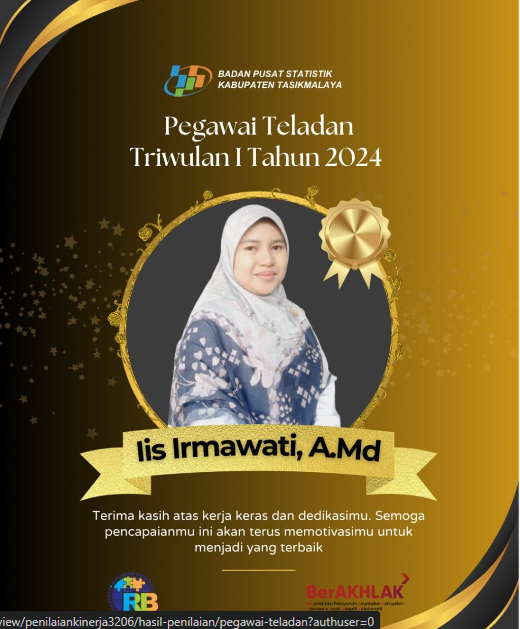 BADAN PUSAT STATISTIK
KABUPATEN TASIKMALAYA
Pegawai Teladan
Triwulan I Tahun 2024
Iis Irmawati, A.Md
Terima kasih atas kerja keras dan dedikasimu. Semoga
pencapaianmu ini akan terus memotivasimu untuk
menjadi yang terbaik
RB
BerAKHLAK
view/penilaiankinerja3206/hasil-penilaian/pegawai-teladan?authuser=0